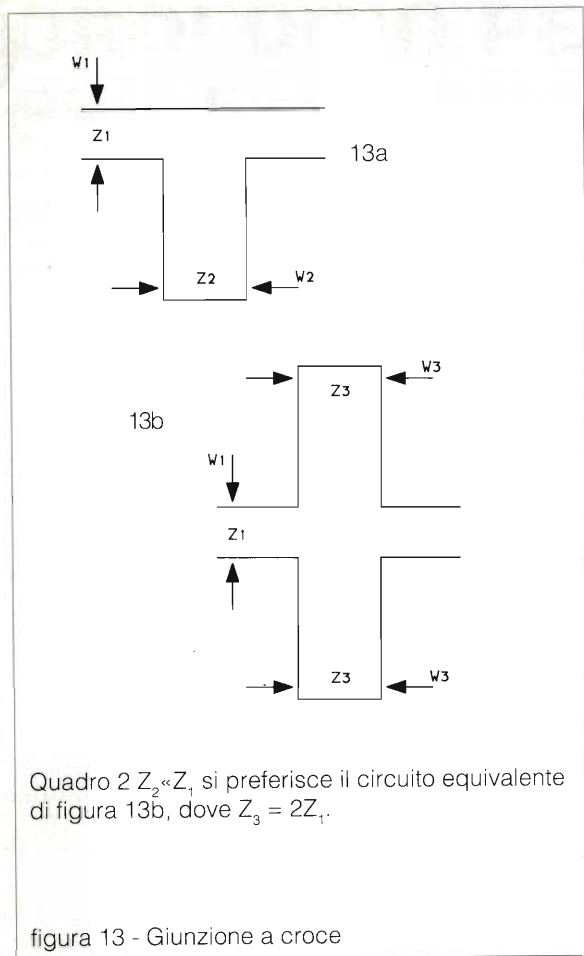 W1
Z1
13a
Z2
W2
W3
Z3
13b
W1
Z1
Z3
W3
Quadro 2 Z₂«Z₁ si preferisce il circuito equivalente
di figura 13b, dove Z₃ = 2Z₁.
figura 13 - Giunzione a croce